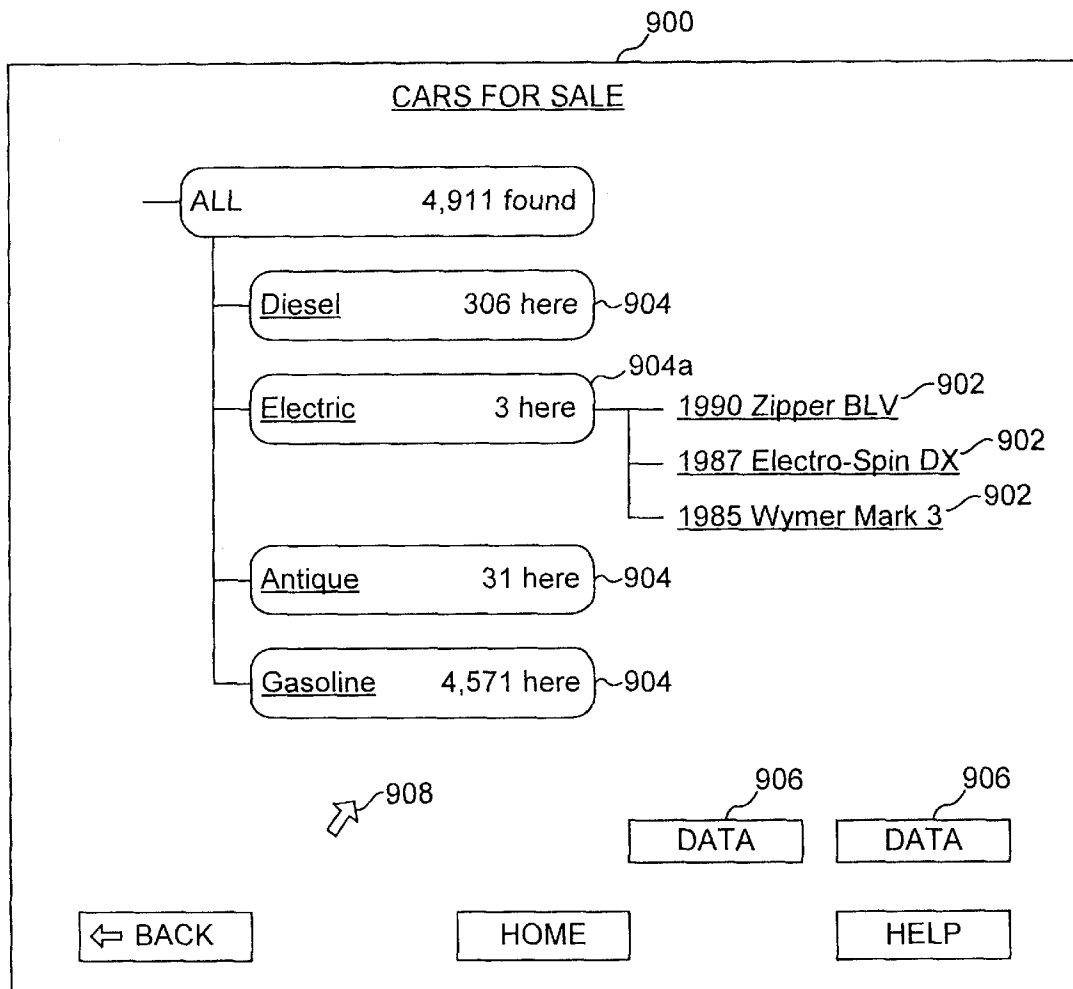 900
CARS FOR SALE
ALL 4,911 found
Diesel 306 here 904
904a
Electric 3 here 1990 Zipper BLV 902
1987 Electro-Spin DX 902
1985 Wymer Mark 3 902
Antique 31 here 904
Gasoline 4,571 here 904
908
906 906
DATA DATA
BACK HOME HELP